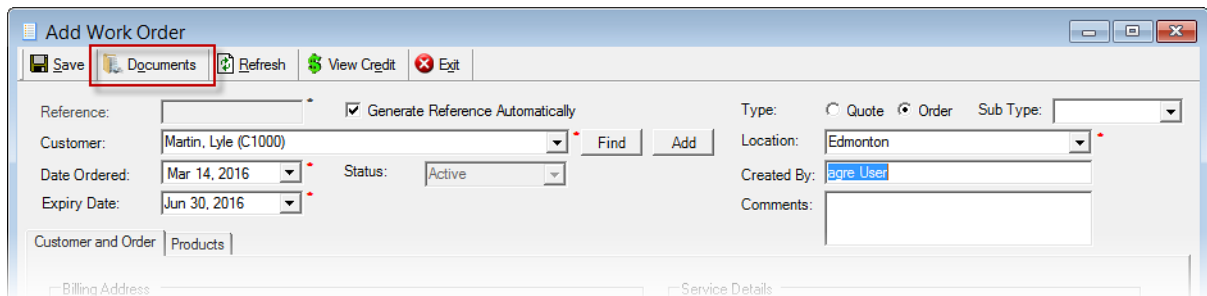 Add Work Order
Save Documents Refresh View Credit Exit
Reference: * Generate Reference Automatically Type: Quote Order Sub Type:
Customer: Martin, Lyle (C1000) * Find Add Location: Edmonton *
Date Ordered: Mar 14, 2016 * Status: Active Created By: agre User
Expiry Date: Jun 30, 2016 * Comments:
Customer and Order Products
Billing Address Service Details